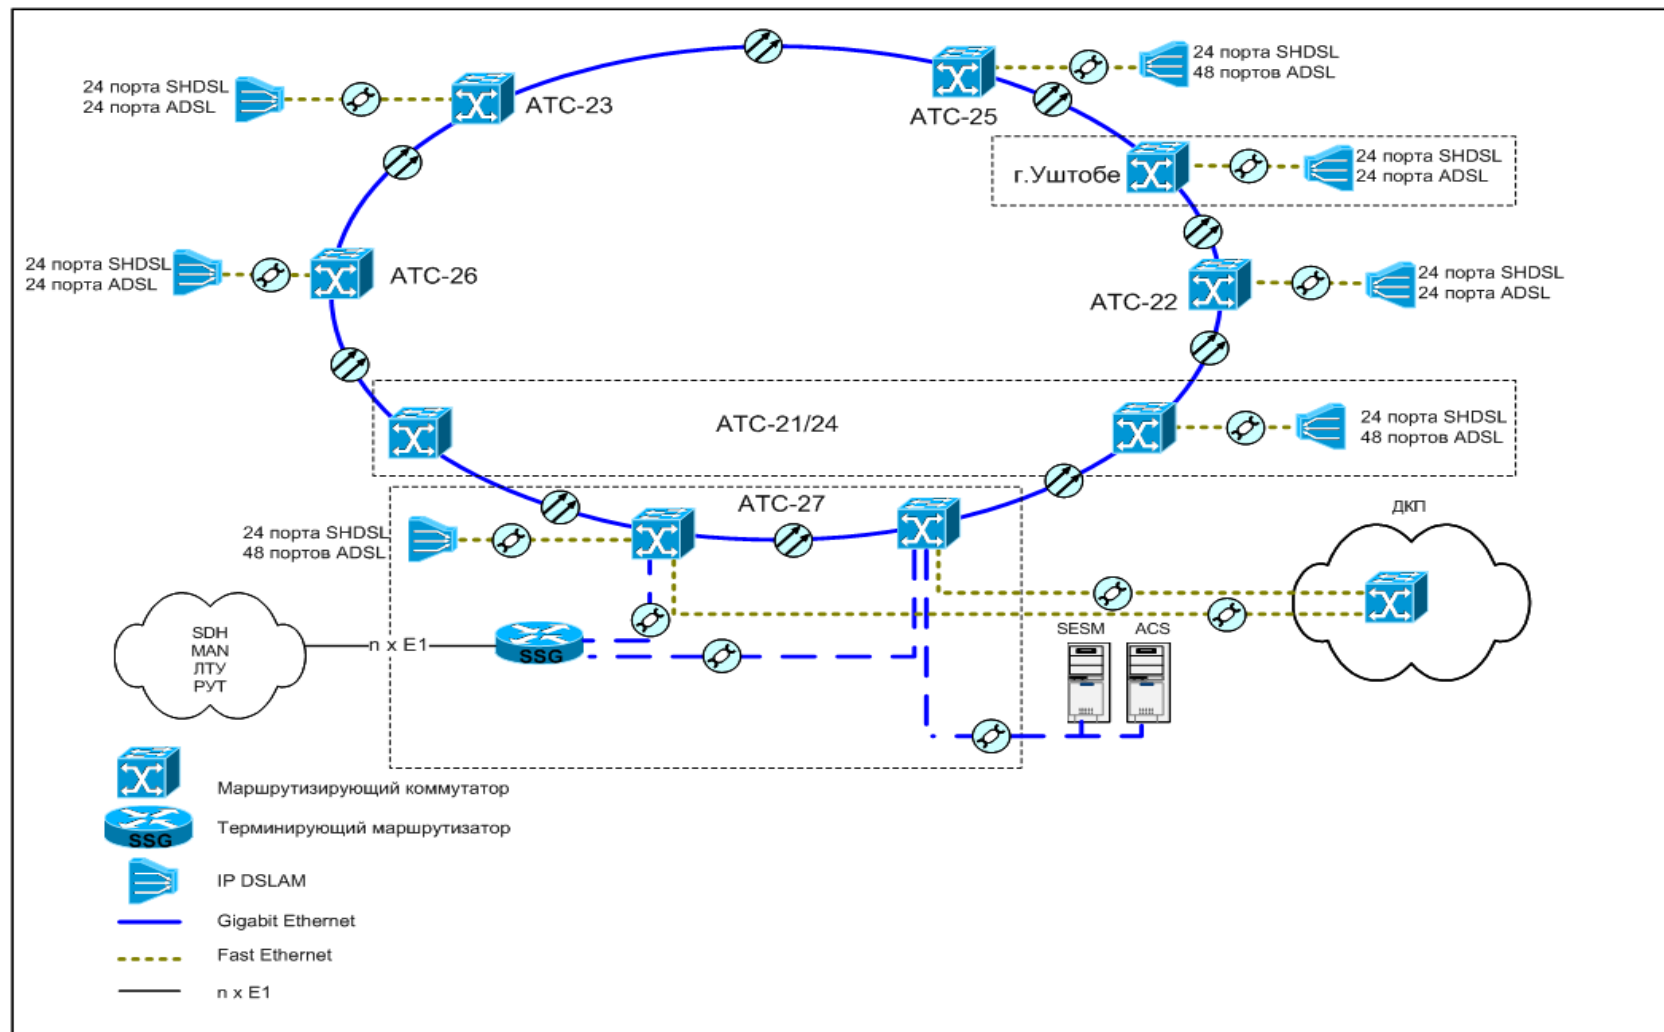 24 порта SHDSL
24 порта ADSL
АТС-23
АТС-25
24 порта SHDSL
48 портов ADSL
г.Уштобе
24 порта SHDSL
24 порта ADSL
24 порта SHDSL
24 порта ADSL
АТС-26
АТС-22
24 порта SHDSL
24 порта ADSL
АТС-21/24
24 порта SHDSL
48 портов ADSL
АТС-27
24 порта SHDSL
48 портов ADSL
ДКП
SDH
MAN
ЛТУ
РУТ
n x E1
SSG
SESM
ACS
Маршрутизирующий коммутатор
SSG
Терминирующий маршрутизатор
IP DSLAM
Gigabit Ethernet
Fast Ethernet
n x E1